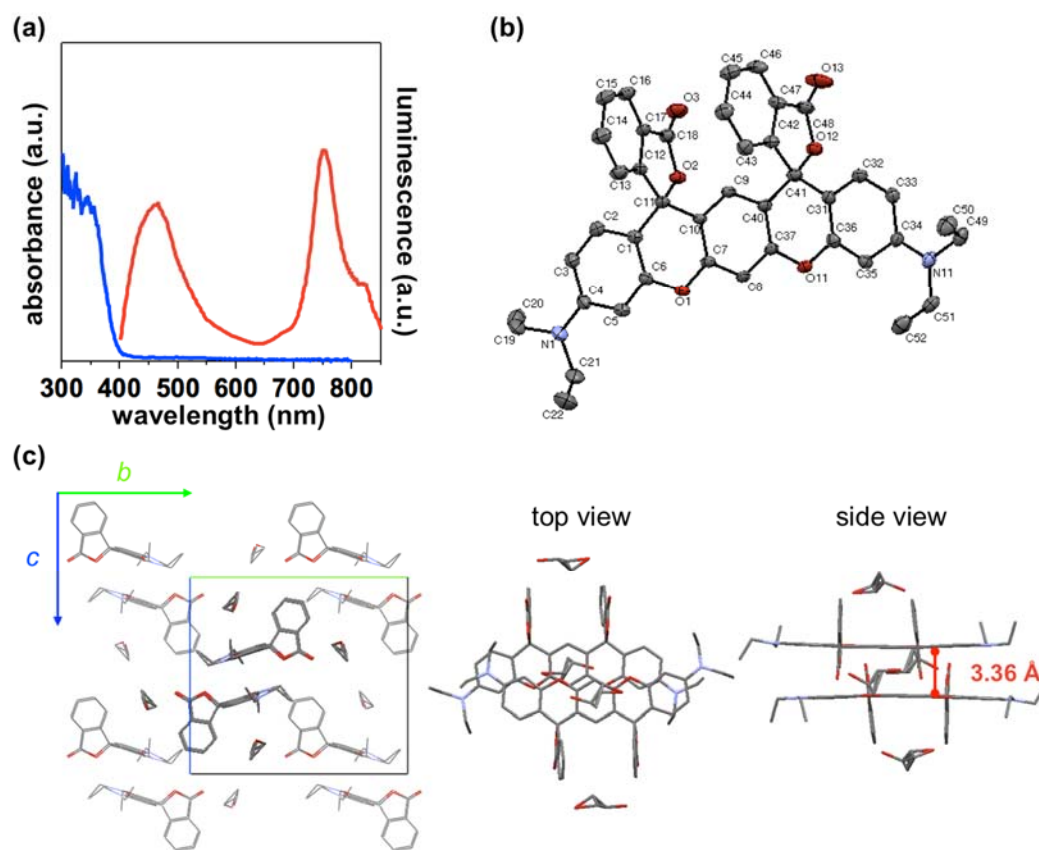 (a)
absorbance (a.u.)
luminescence (a.u.)
300 400 500 600 700 800
wavelength (nm)
(b)
C45 C46 O13
C44 C47
C15 C16 O3 C48
C14 C17 C42 O12
C18 C43
C12 O2 C32
C13 C9 C41 C33
C11 C31 C50
C2 C10 C40 C34 C49
C1 C7 C37 C36
C3 C6 O11 C35 N11
C4 O1 C8
C20 C5 C51
C19 N1 C52
C21
C22
(c)
b
c
top view
side view
3.36 Å